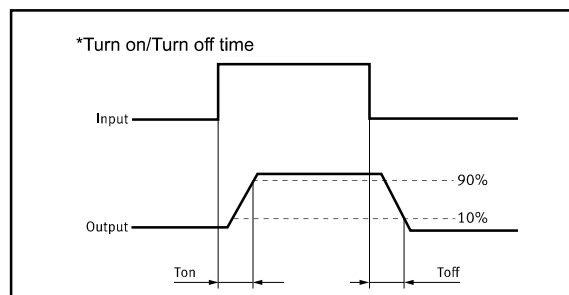 *Turn on/Turn off time
Input
90%
10%
Output
Ton
Toff